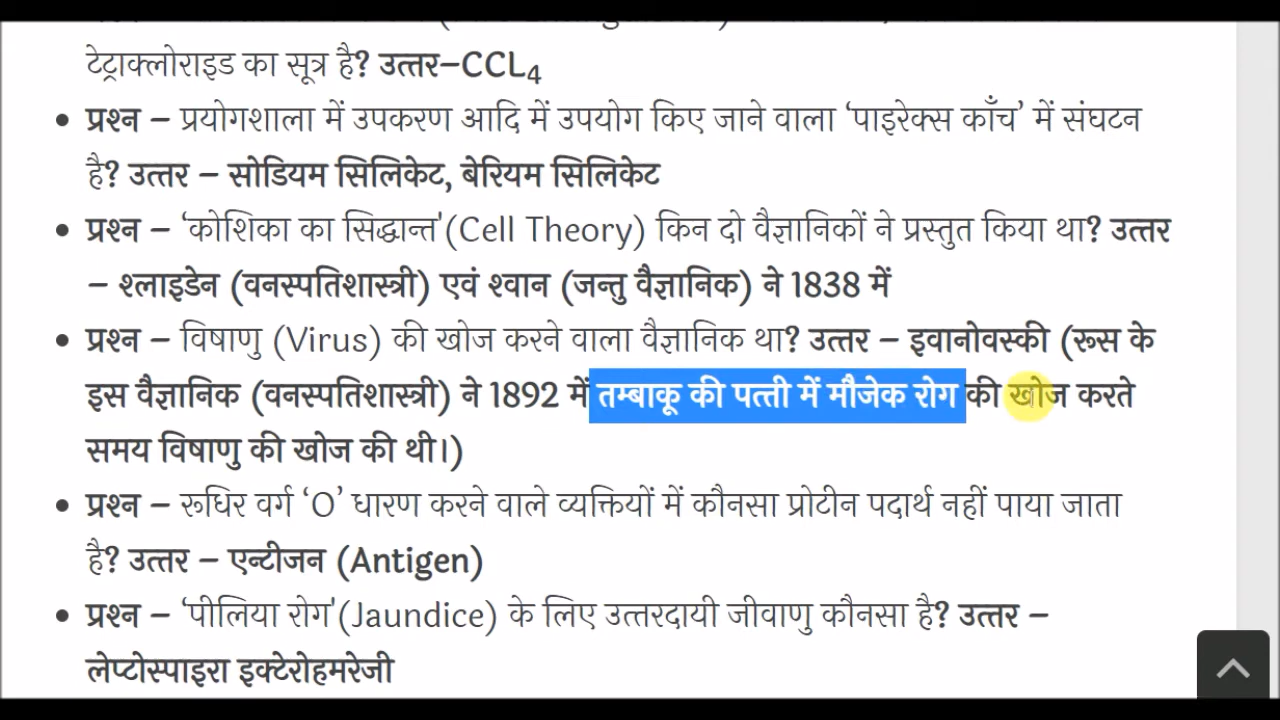 टेट्राक्लोराइड का सूत्र है? उत्तर–CCL₄
• प्रश्न – प्रयोगशाला में उपकरण आदि में उपयोग किए जाने वाला ‘पाइरेक्स काँच’ में संघटन
है? उत्तर – सोडियम सिलिकेट, बेरियम सिलिकेट
• प्रश्न – ‘कोशिका का सिद्धान्त'(Cell Theory) किन दो वैज्ञानिकों ने प्रस्तुत किया था? उत्तर
– श्लाइडेन (वनस्पतिशास्त्री) एवं श्वान (जन्तु वैज्ञानिक) ने 1838 में
• प्रश्न – विषाणु (Virus) की खोज करने वाला वैज्ञानिक था? उत्तर – इवानोवस्की (रूस के
इस वैज्ञानिक (वनस्पतिशास्त्री) ने 1892 में तम्बाकू की पत्ती में मौजेक रोग की खोज करते
समय विषाणु की खोज की थी।)
• प्रश्न – रूधिर वर्ग ‘O’ धारण करने वाले व्यक्तियों में कौनसा प्रोटीन पदार्थ नहीं पाया जाता
है? उत्तर – एन्टीजन (Antigen)
• प्रश्न – ‘पीलिया रोग'(Jaundice) के लिए उत्तरदायी जीवाणु कौनसा है? उत्तर –
लेप्टोस्पाइरा इक्टेरोहमरेजी